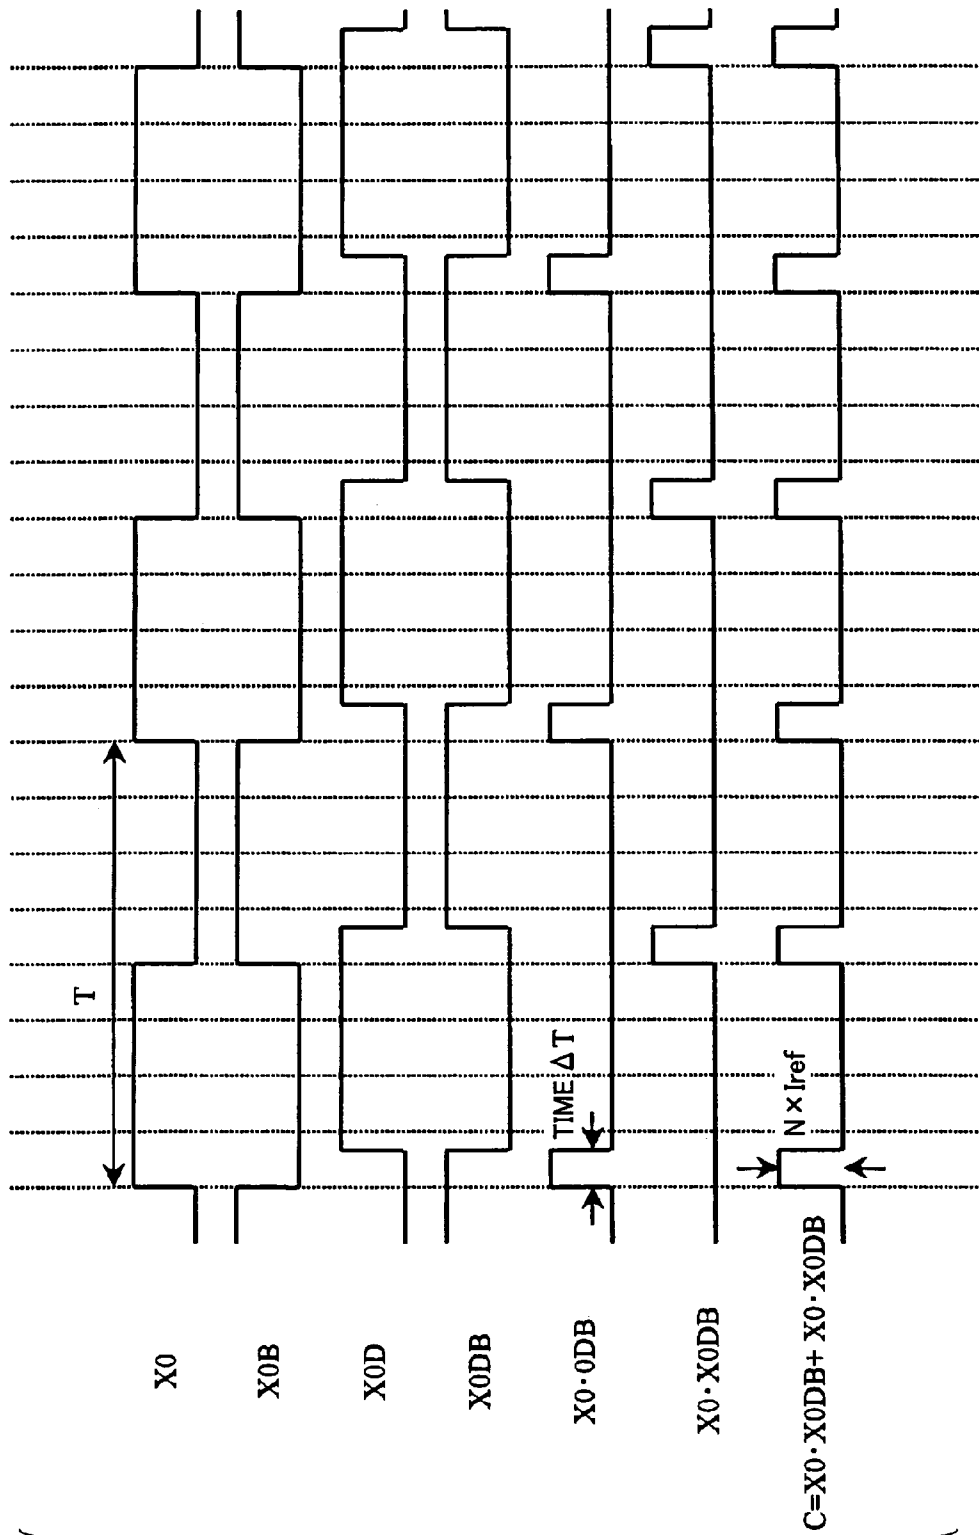 T
X0
X0B
X0D
X0DB
X0·0DB
TIME ΔT
X0·X0DB
C=X0·X0DB+ X0·X0DB
N×Iref